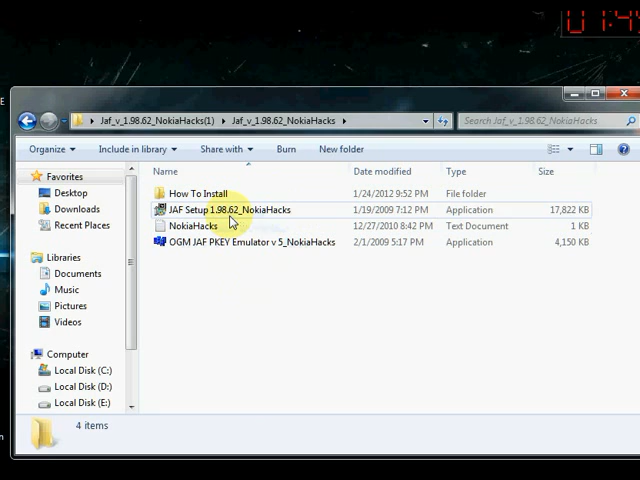 01:4
E
Jaf_v_1.98.62_NokiaHacks(1) Jaf_v_1.98.62_NokiaHacks
Search Jaf_v_1.98.62_NokiaHacks
Organize Include in library Share with Burn New folder
Favorites
Desktop
Downloads
Recent Places
Libraries
Documents
Music
Pictures
Videos
Computer
Local Disk (C:)
Local Disk (D:)
Local Disk (E:)
Name Date modified Type Size
How To Install 1/24/2012 9:52 PM File folder
JAF Setup 1.98.62_NokiaHacks 1/19/2009 7:12 PM Application 17,822 KB
NokiaHacks 12/27/2010 8:42 PM Text Document 1 KB
OGM JAF PKEY Emulator v 5_NokiaHacks 2/1/2009 5:17 PM Application 4,150 KB
n
4 items